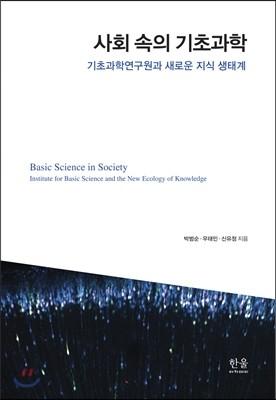 사회 속의 기초과학
기초과학연구원과 새로운 지식 생태계
Basic Science in Society
Institute for Basic Science and the New Ecology of Knowledge
박범순·우태민·신유정 지음
한울